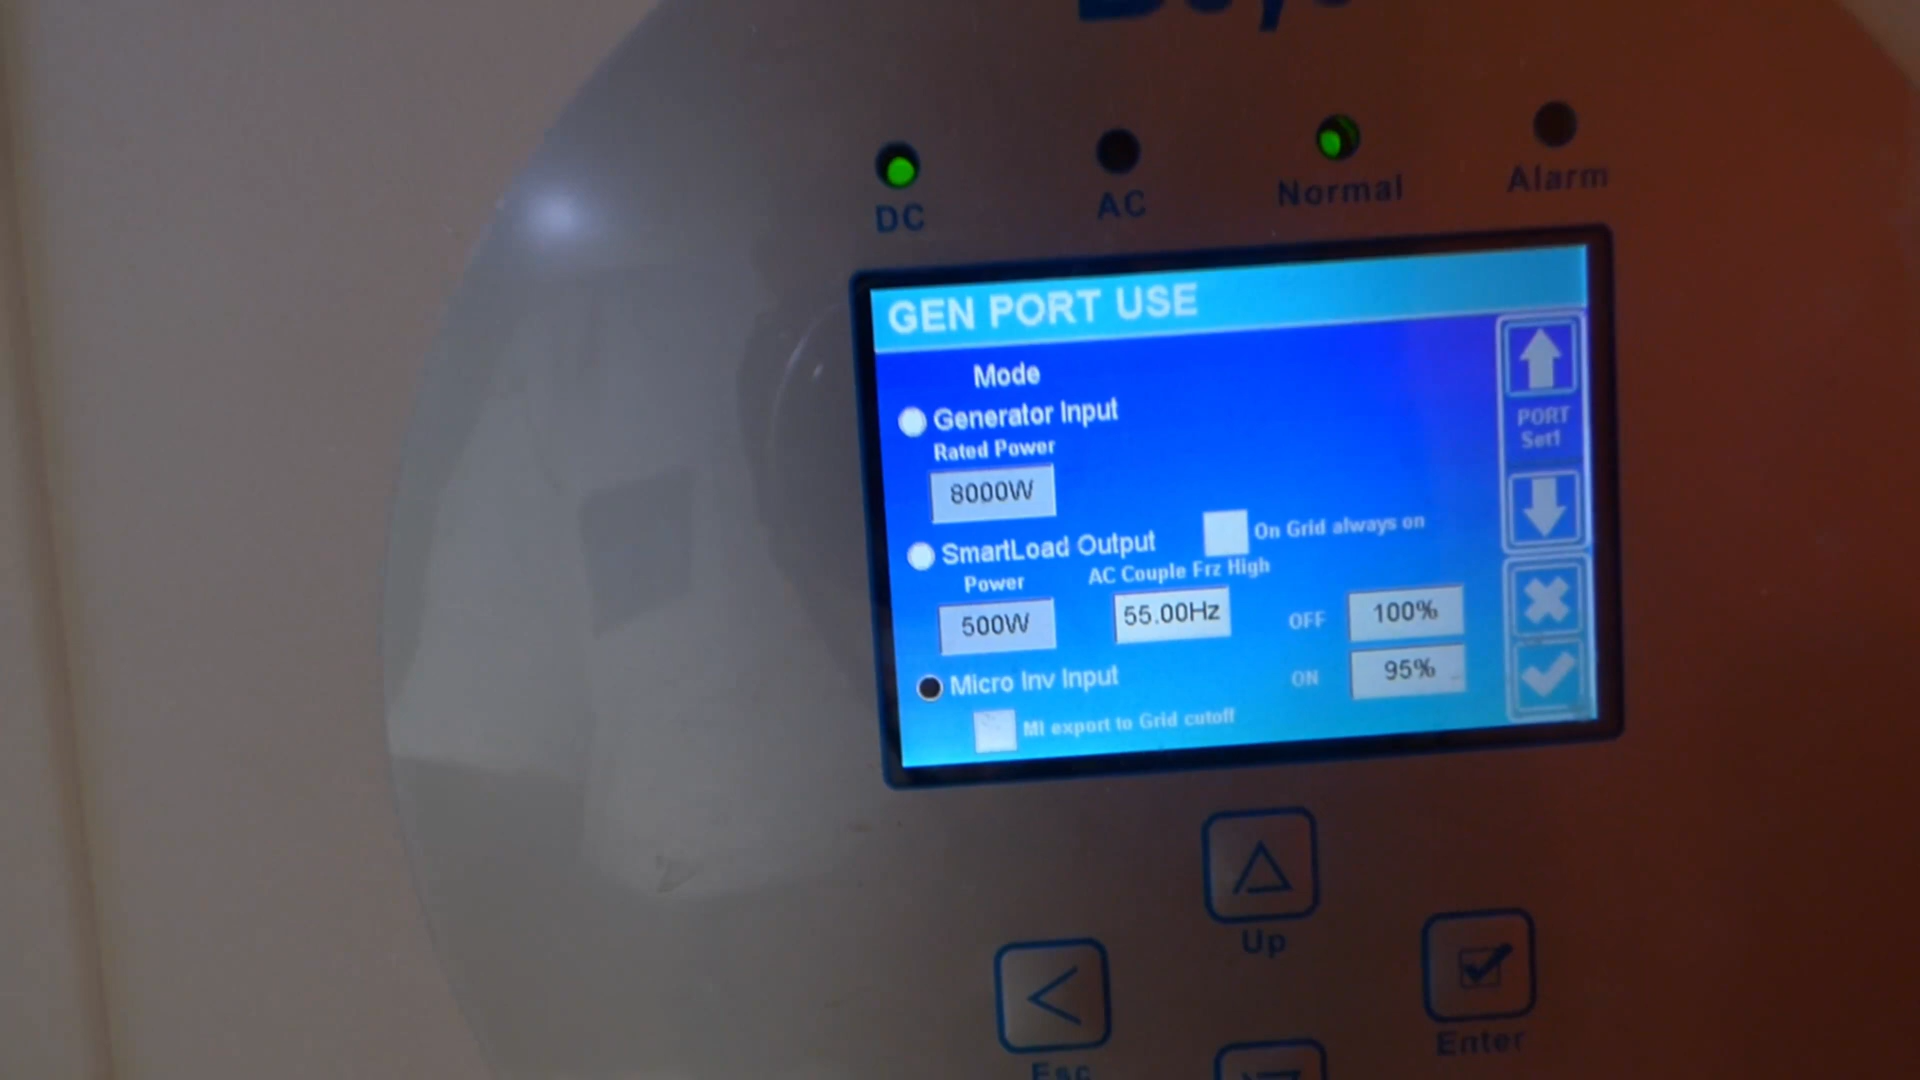 DC
AC
Normal
Alarm
GEN PORT USE
Mode
Generator Input
Rated Power
8000W
PORT
Set1
SmartLoad Output
On Grid always on
Power
AC Couple Frz High
500W
55.00Hz
OFF
100%
Micro Inv Input
ON
95%
MI export to Grid cutoff
Up
Enter
Esc